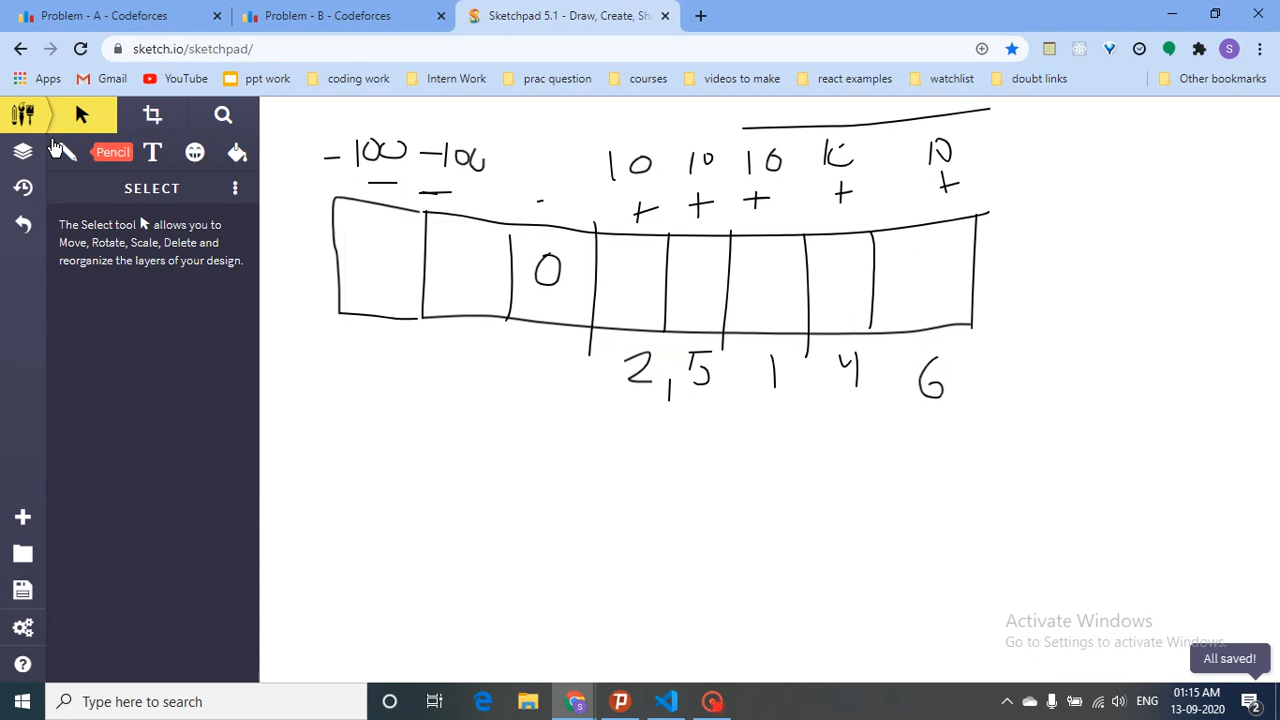 Problem - A - Codeforces
Problem - B - Codeforces
Sketchpad 5.1 - Draw, Create, Sha
sketch.io/sketchpad/
S
Apps
Gmail
YouTube
ppt work
coding work
Intern Work
prac question
courses
videos to make
react examples
watchlist
doubt links
Other bookmarks
Pencil
T
SELECT
The Select tool allows you to
Move, Rotate, Scale, Delete and
reorganize the layers of your design.
-100 -100 10 10 10 10 10
- - - + + + + +
0
2, 5 1 4 6
Activate Windows
Go to Settings to activate Windows.
All saved!
Type here to search
ENG
01:15 AM
13-09-2020
2